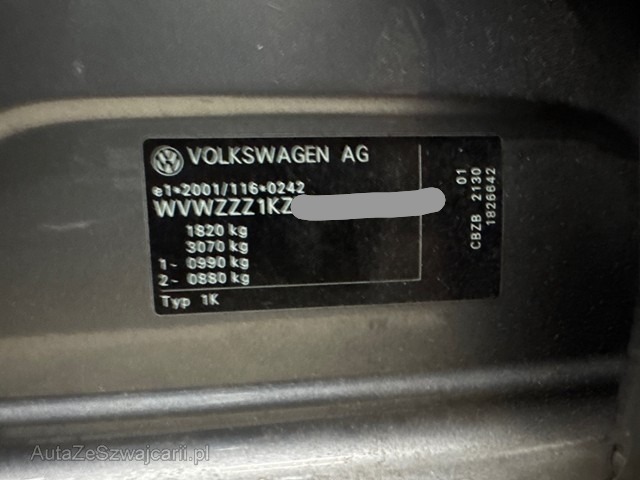 VOLKSWAGEN AG
e1*2001/116*0242
WVWZZZ1KZ
1820 kg
3070 kg
1- 0990 kg
2- 0880 kg
Typ 1K
01
CBZB 2130
1826642
AutaZeSzwajcarii.pl